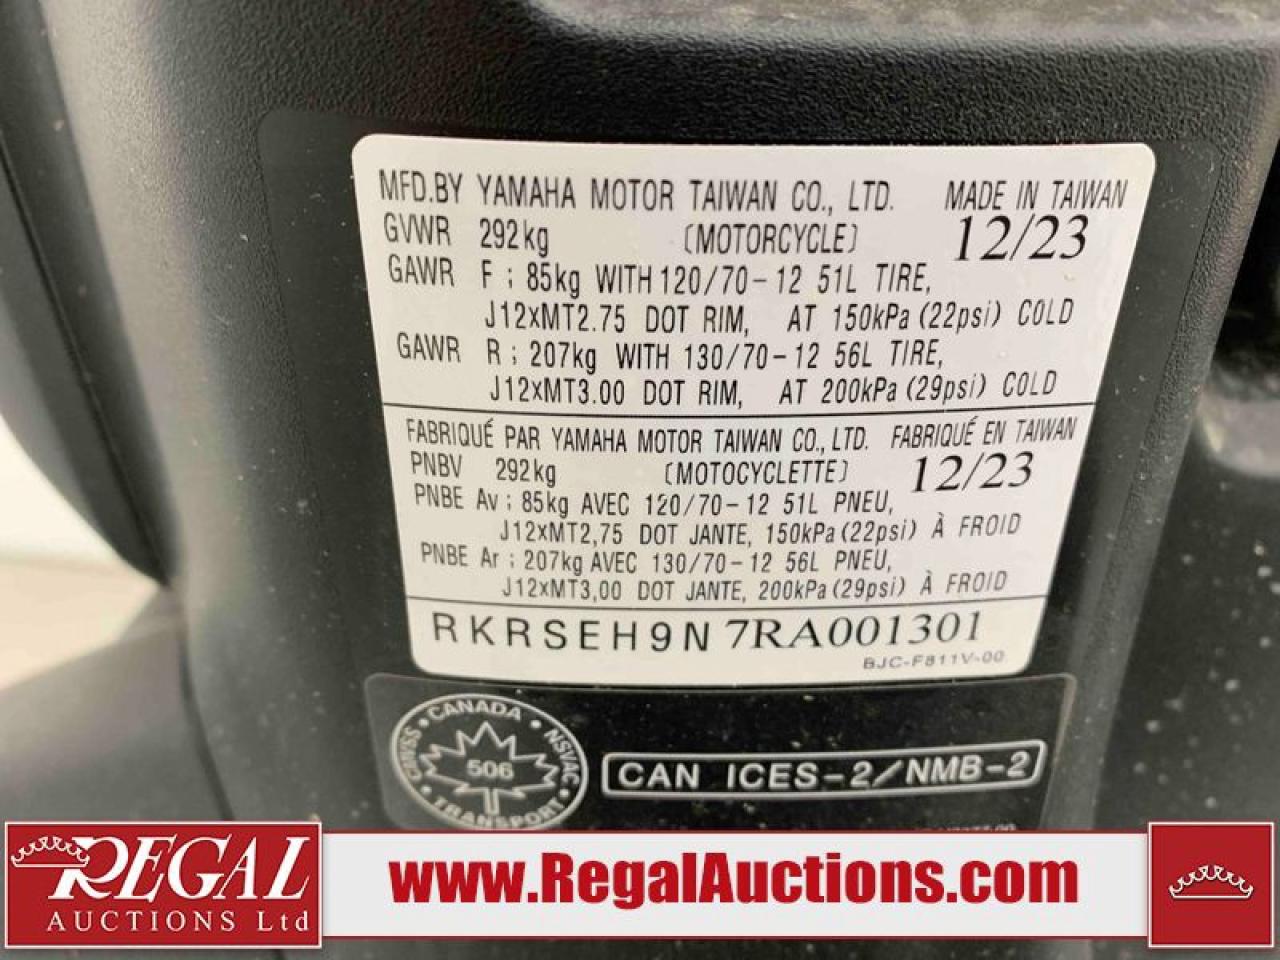 MFD.BY YAMAHA MOTOR TAIWAN CO., LTD. MADE IN TAIWAN
GVWR 292kg (MOTORCYCLE) 12/23
GAWR F ; 85kg WITH 120/70-12 51L TIRE,
J12xMT2.75 DOT RIM, AT 150kPa (22psi) COLD
GAWR R ; 207kg WITH 130/70-12 56L TIRE,
J12xMT3.00 DOT RIM, AT 200kPa (29psi) COLD
FABRIQUÉ PAR YAMAHA MOTOR TAIWAN CO., LTD. FABRIQUÉ EN TAIWAN
PNBV 292kg (MOTOCYCLETTE) 12/23
PNBE Av ; 85kg AVEC 120/70-12 51L PNEU,
J12xMT2,75 DOT JANTE, 150kPa (22psi) À FROID
PNBE Ar ; 207kg AVEC 130/70-12 56L PNEU,
J12xMT3,00 DOT JANTE, 200kPa (29psi) À FROID
RKRSEH9N7RA001301
BJC-F811V-00
CANADA
NSVAC
TRANSPORT
CMVSS
506
CAN ICES-2/NMB-2
REGAL
AUCTIONS Ltd
www.RegalAuctions.com